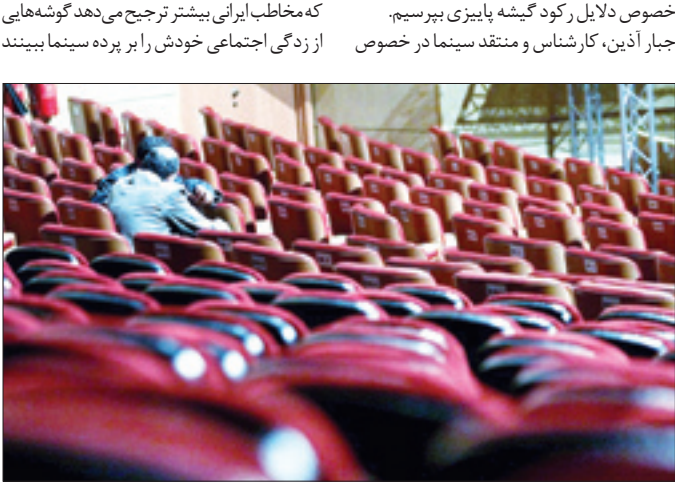 خصوص دلایل رکود گیشه پاییزی بپرسیم.
جبار آذین، کارشناس و منتقد سینما در خصوص
که مخاطب ایرانی بیشتر ترجیح می‌دهد گوشه‌هایی
از زدگی اجتماعی خودش را بر پرده سینما ببینند